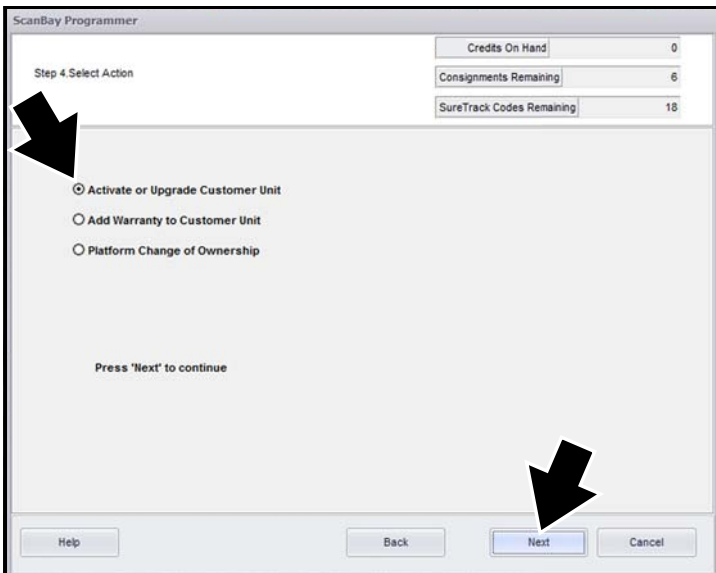 ScanBay Programmer
Step 4.Select Action
Credits On Hand 0
Consignments Remaining 6
SureTrack Codes Remaining 18
Activate or Upgrade Customer Unit
Add Warranty to Customer Unit
Platform Change of Ownership
Press 'Next' to continue
Help Back Next Cancel